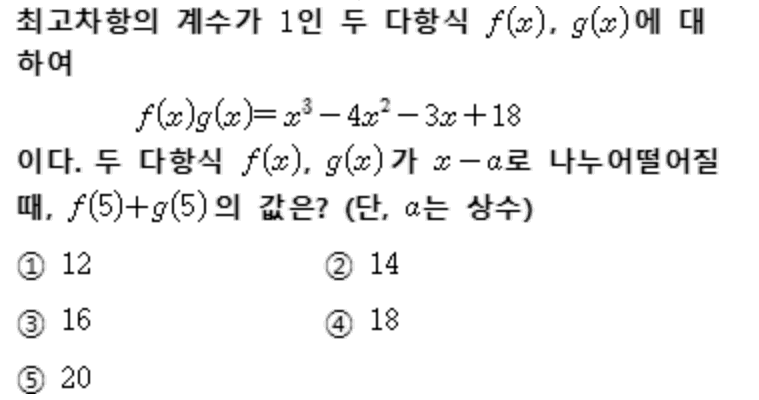 최고차항의 계수가 1인 두 다항식 f(x), g(x)에 대
하여
f(x)g(x)=x³-4x²-3x+18
이다. 두 다항식 f(x), g(x)가 x-a로 나누어떨어질
때, f(5)+g(5)의 값은? (단, a는 상수)
① 12 ② 14
③ 16 ④ 18
⑤ 20